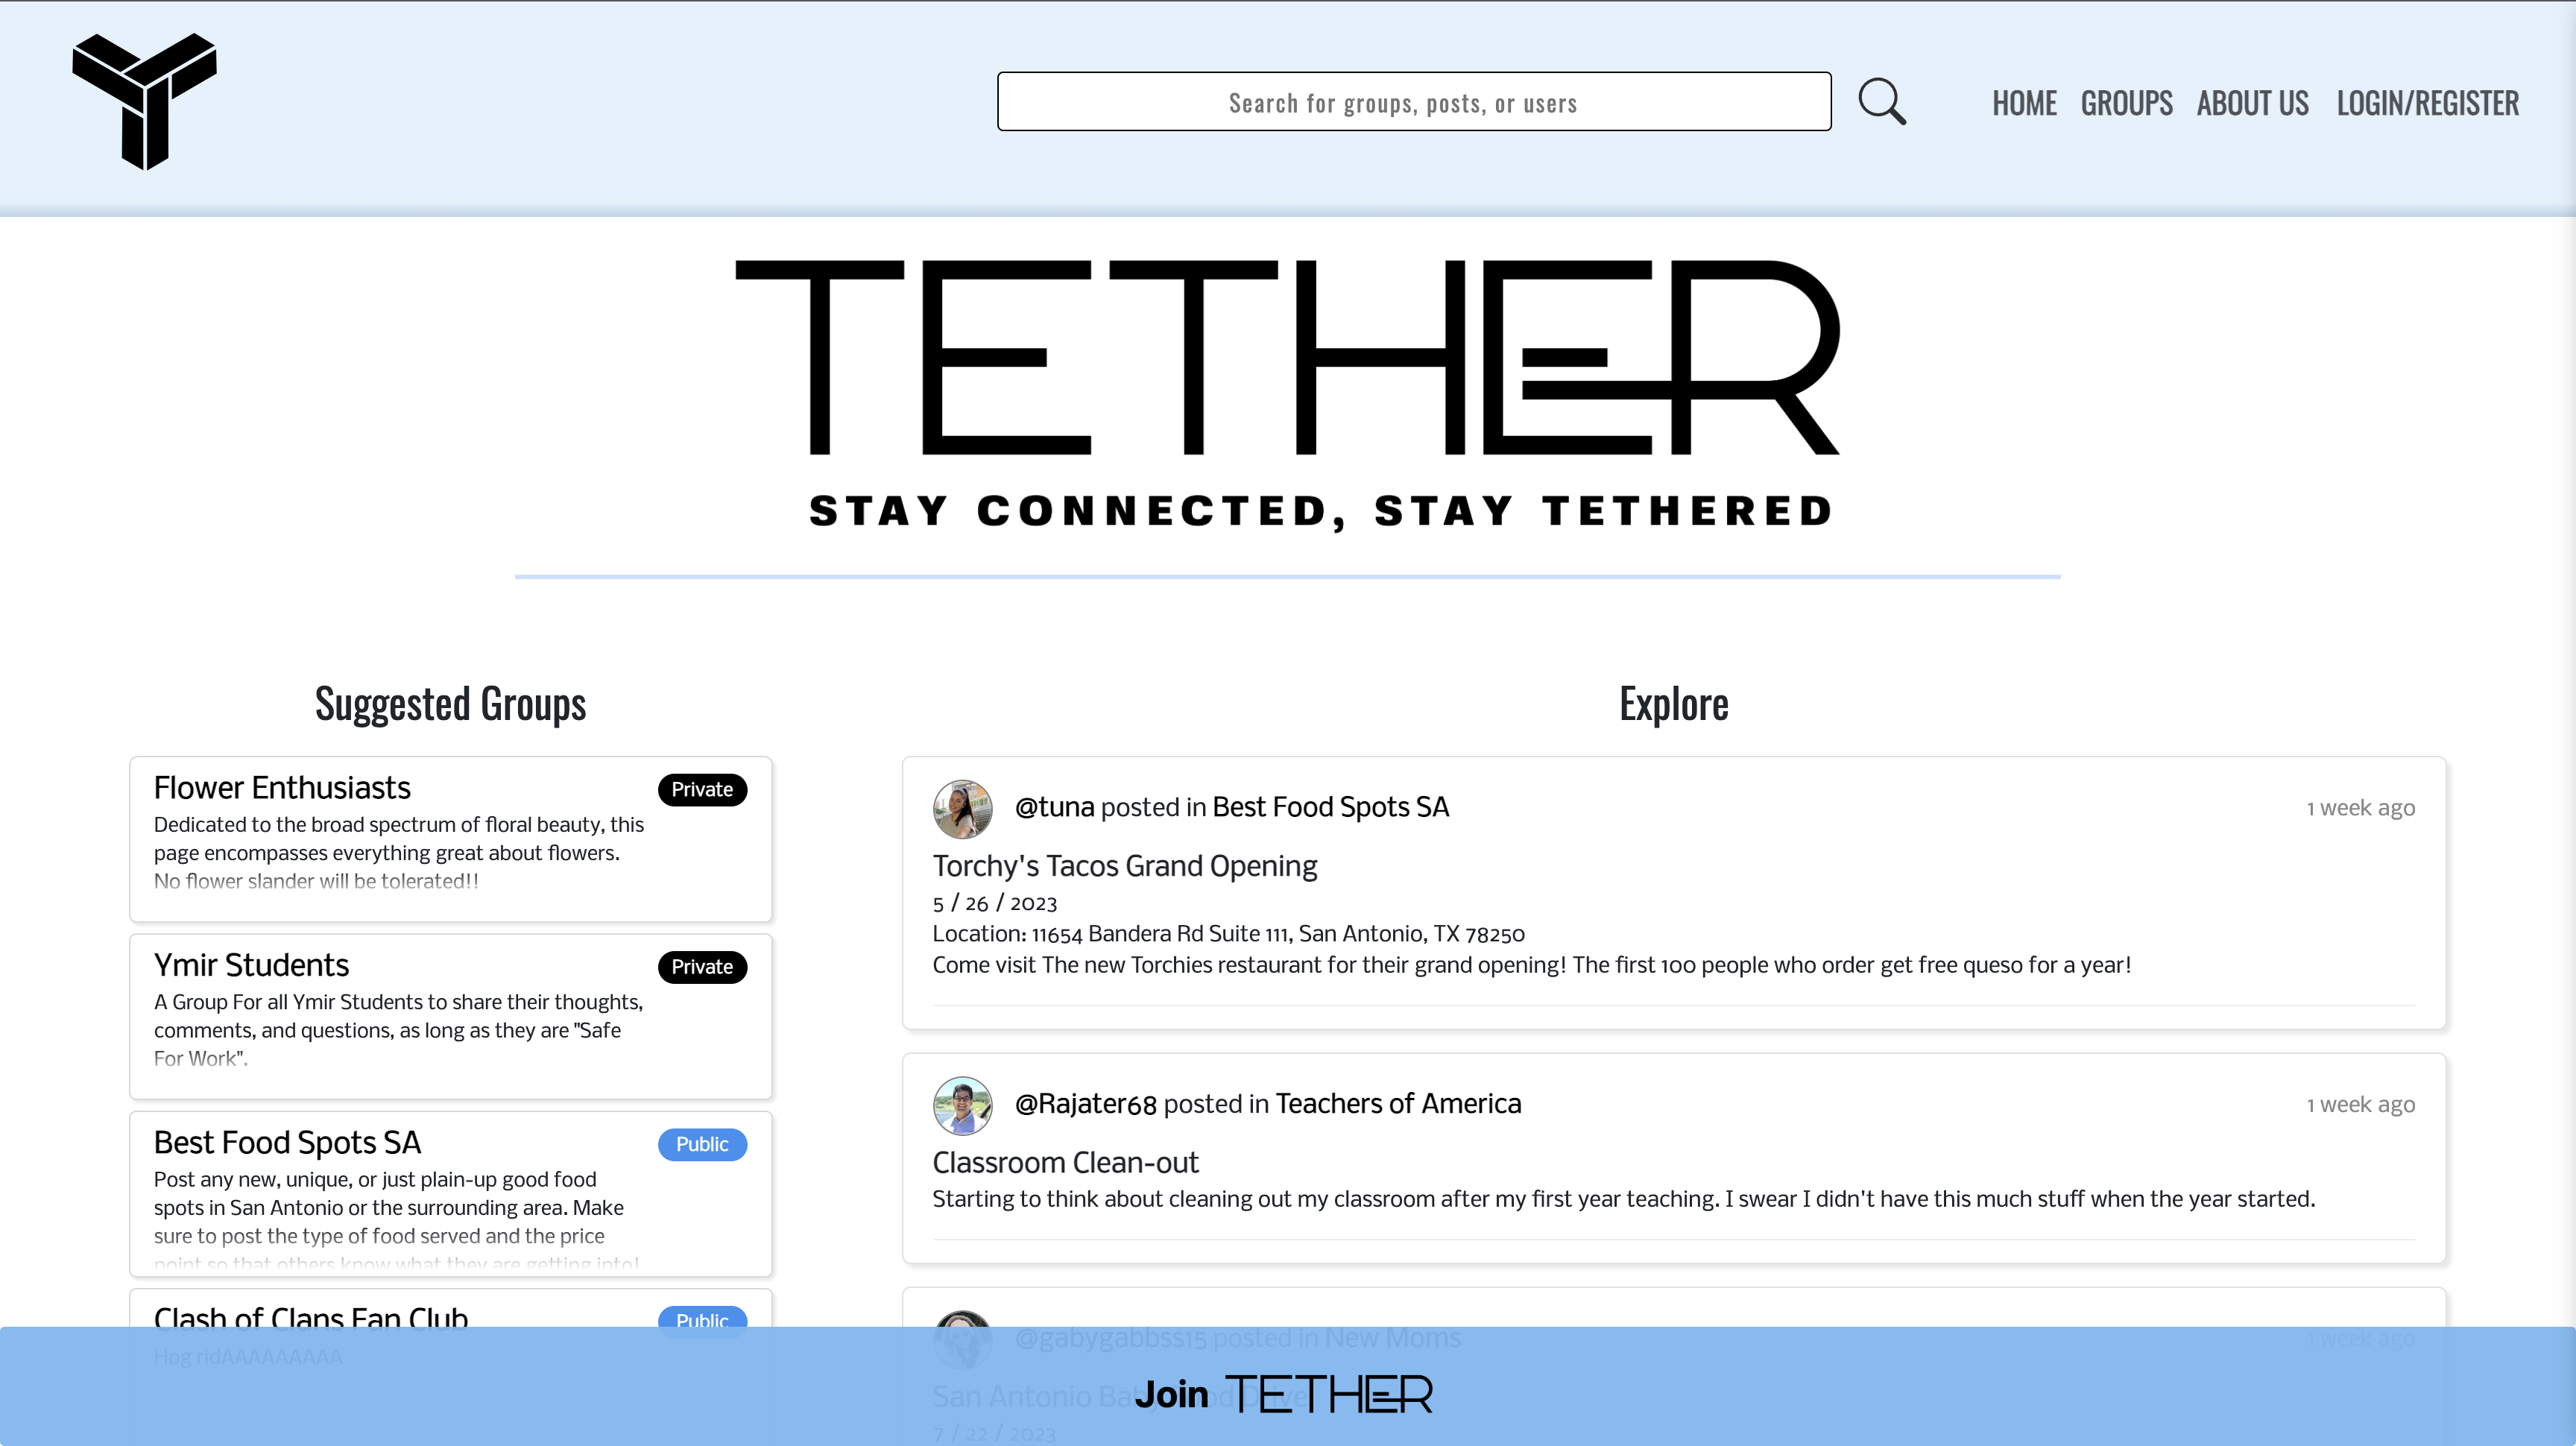 Search for groups, posts, or users
HOME GROUPS ABOUT US LOGIN/REGISTER
TETHER
STAY CONNECTED, STAY TETHERED
Suggested Groups
Flower Enthusiasts
Private
Dedicated to the broad spectrum of floral beauty, this
page encompasses everything great about flowers.
No flower slander will be tolerated!!
Ymir Students
Private
A Group For all Ymir Students to share their thoughts,
comments, and questions, as long as they are "Safe
For Work".
Best Food Spots SA
Public
Post any new, unique, or just plain-up good food
spots in San Antonio or the surrounding area. Make
sure to post the type of food served and the price
point so that others know what they are getting into!
Clash of Clans Fan Club
Public
Hog ridAAAAAAAAA
Explore
@tuna posted in Best Food Spots SA
1 week ago
Torchy's Tacos Grand Opening
5 / 26 / 2023
Location: 11654 Bandera Rd Suite 111, San Antonio, TX 78250
Come visit The new Torchies restaurant for their grand opening! The first 100 people who order get free queso for a year!
@Rajater68 posted in Teachers of America
1 week ago
Classroom Clean-out
Starting to think about cleaning out my classroom after my first year teaching. I swear I didn't have this much stuff when the year started.
@gabygabbss15 posted in New Moms
1 week ago
San Antonio
7 / 22 / 2023
Join TETHER